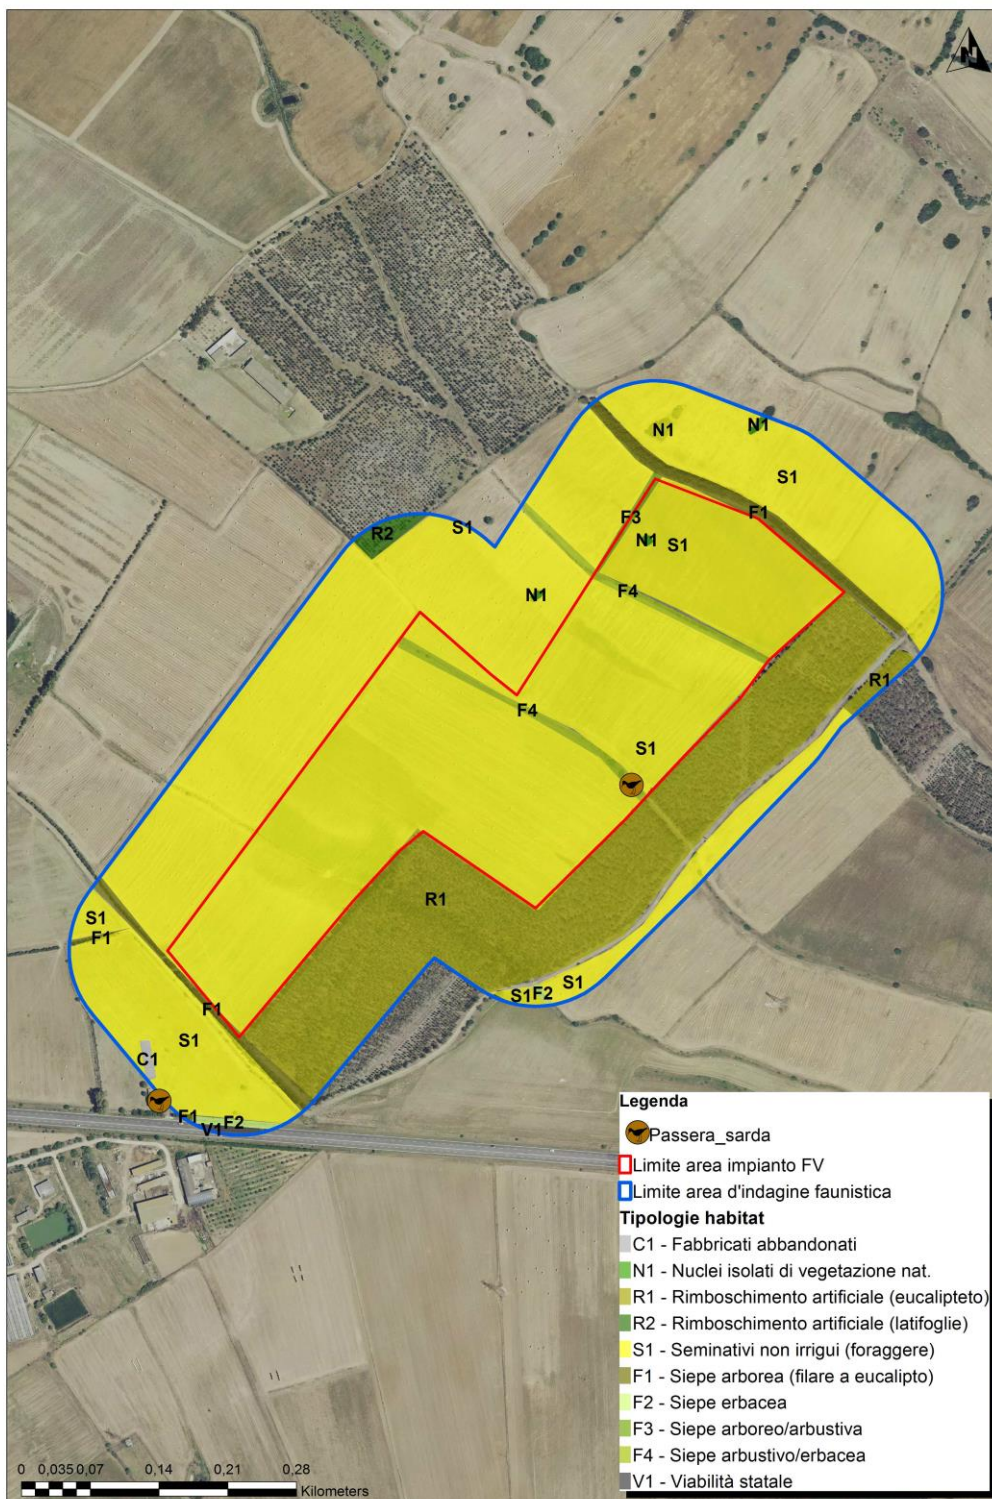 N
N1
N1
S1
F3
F1
R2
S1
N1
S1
N1
F4
R1
F4
S1
R1
S1
F1
S1
S1 F2
F1
S1
C1
F1
F2
V1
Legenda
Passera_sarda
Limite area impianto FV
Limite area d'indagine faunistica
Tipologie habitat
C1 - Fabbricati abbandonati
N1 - Nuclei isolati di vegetazione nat.
R1 - Rimboschimento artificiale (eucalipteto)
R2 - Rimboschimento artificiale (latifoglie)
S1 - Seminativi non irrigui (foraggere)
F1 - Siepe arborea (filare a eucalipto)
F2 - Siepe erbacea
F3 - Siepe arboreo/arbustiva
F4 - Siepe arbustivo/erbacea
V1 - Viabilità statale
0 0,035 0,07 0,14 0,21 0,28
Kilometers